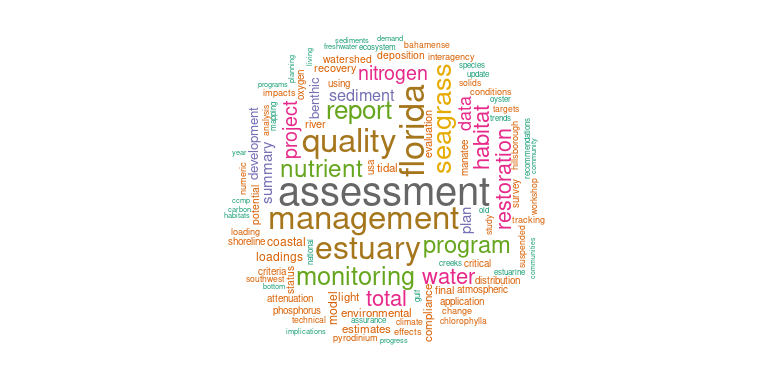 sediments
demand
freshwater
ecosystem
bahamense
living
watershed
deposition
interagency
planning
recovery
nitrogen
species
update
programs
impacts
oxygen
using
solids
conditions
benthic
sediment
seagrass
oyster
targets
trends
mapping
analysis
project
report
florida
data
habitat
river
evaluation
hillsborough
quality
restoration
recommendations
community
year
development
summary
nutrient
usa
tidal
manatee
numeric
potential
assessment
survey
workshop
ccmp
carbon
habitats
management
plan
old
study
tracking
loading
shoreline
coastal
national
estuary
program
suspended
communities
loadings
creeks
critical
estuarine
criteria
southwest
bottom
status
monitoring
water
distribution
attenuation
model
light
total
gulf
final
atmospheric
phosphorus
environmental
compliance
application
change
technical
assurance
climate
chlorophylla
implications
estimates
effects
pyrodinium
progress